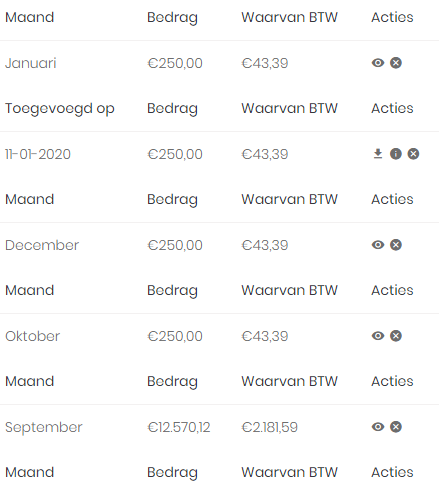 Maand Bedrag Waarvan BTW Acties
Januari €250,00 €43,39
Toegevoegd op Bedrag Waarvan BTW Acties
11-01-2020 €250,00 €43,39
Maand Bedrag Waarvan BTW Acties
December €250,00 €43,39
Maand Bedrag Waarvan BTW Acties
Oktober €250,00 €43,39
Maand Bedrag Waarvan BTW Acties
September €12.570,12 €2.181,59
Maand Bedrag Waarvan BTW Acties